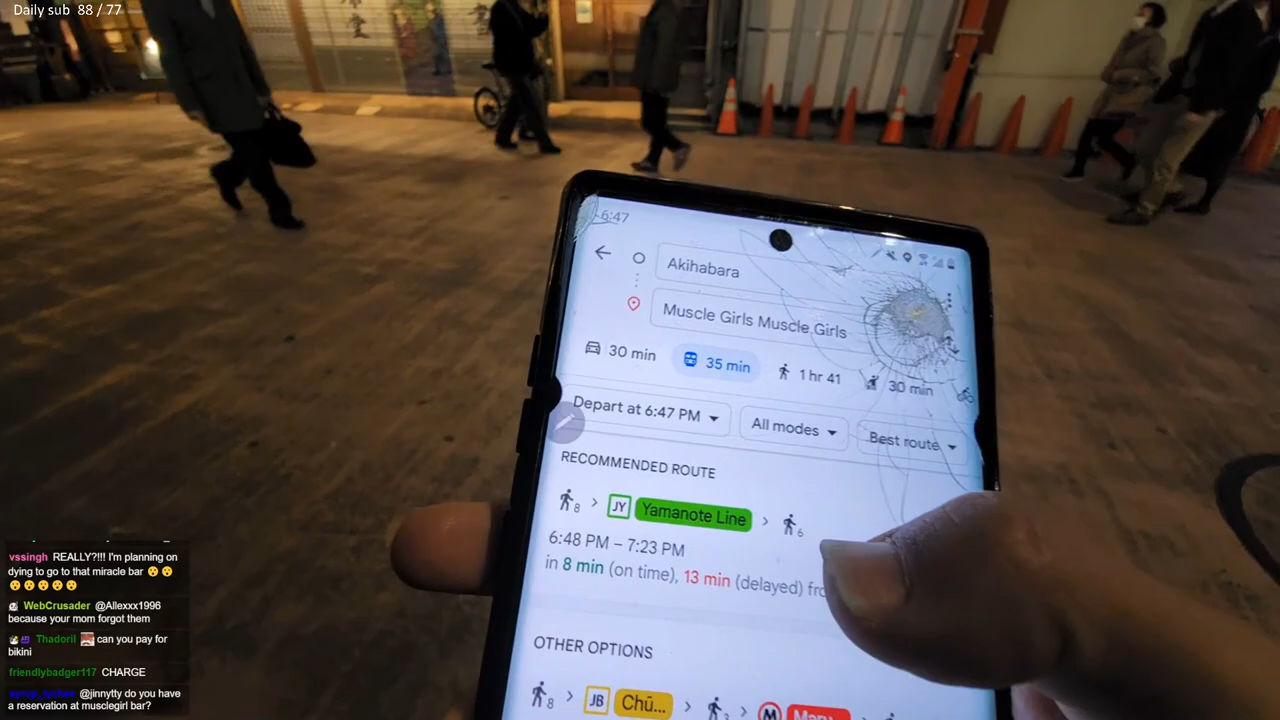 Daily sub 88 / 77
6:47
Akihabara
Muscle Girls Muscle Girls
30 min
35 min
1 hr 41
30 min
Depart at 6:47 PM
All modes
Best route
RECOMMENDED ROUTE
8 > JY Yamanote Line > 6
6:48 PM – 7:23 PM
in 8 min (on time), 13 min (delayed) fro
OTHER OPTIONS
8 > JB Chū... > 3 > M
vssingh REALLY?!!! I'm planning on
dying to go to that miracle bar
WebCrusader @Allexxx1996
because your mom forgot them
Thadoril can you pay for
bikini
friendlybadger117 CHARGE
@jinnytty do you have
a reservation at musclegirl bar?